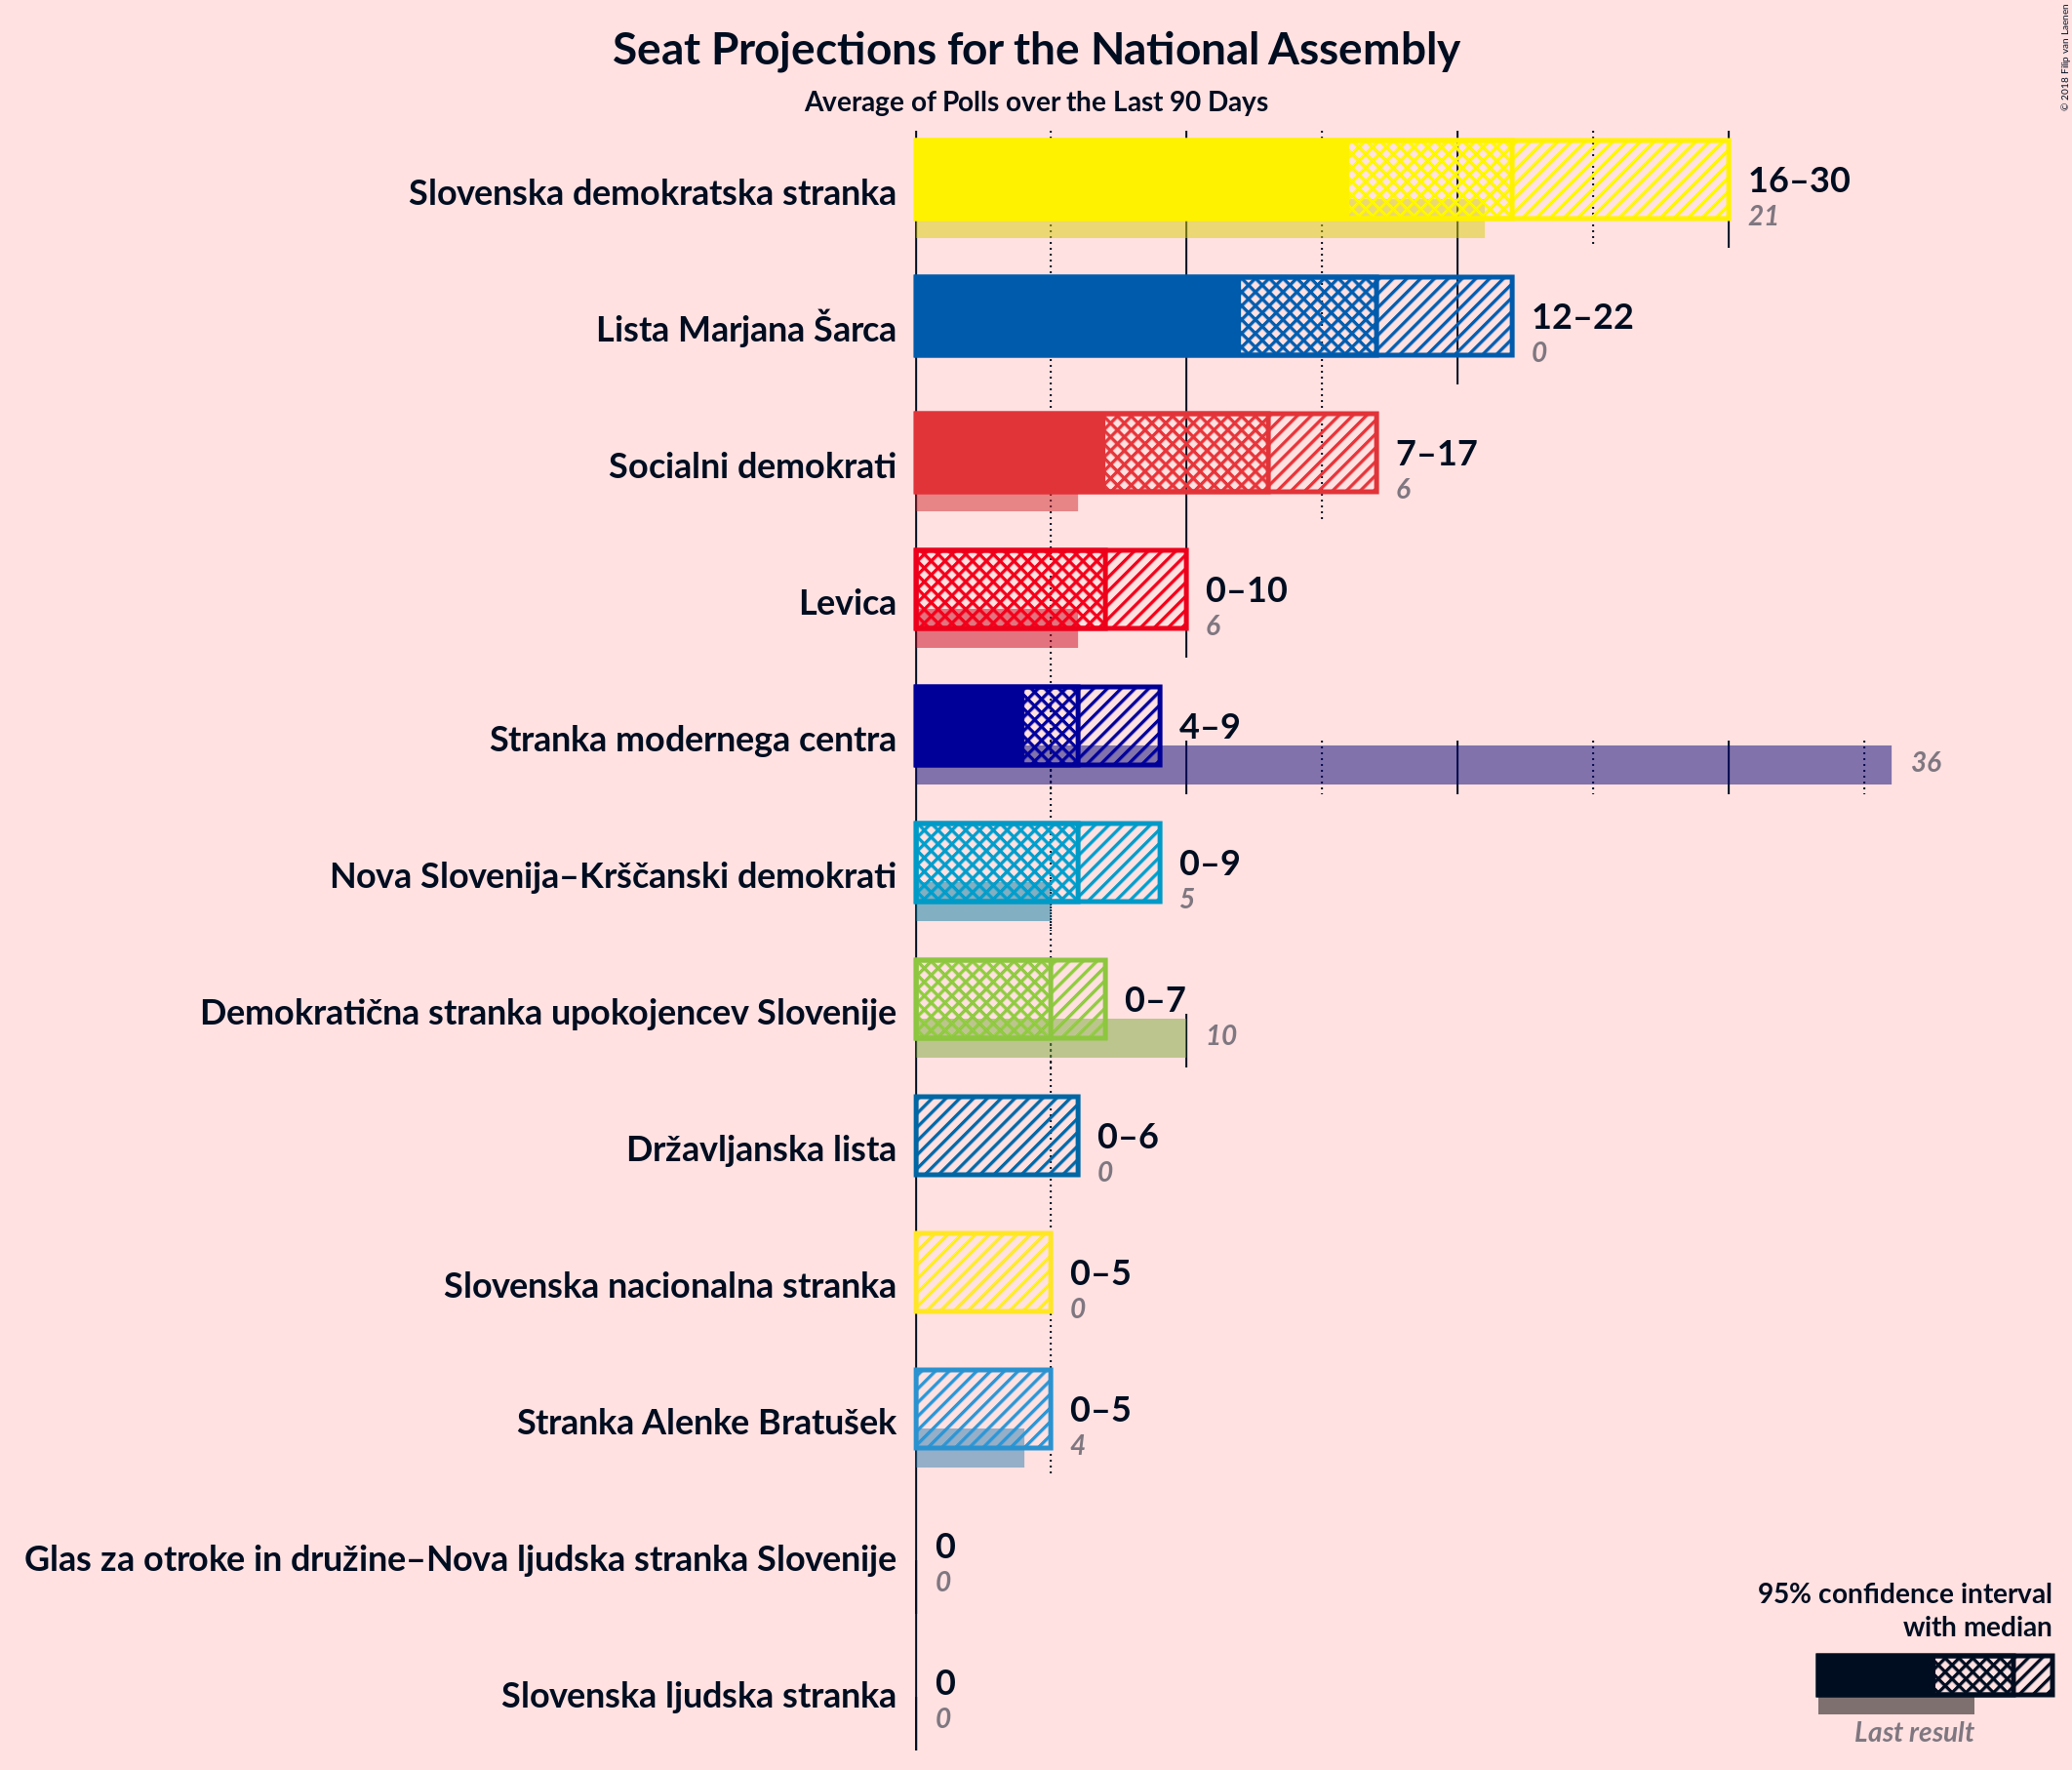 Seat Projections for the National Assembly
Average of Polls over the Last 90 Days
© 2018 Filip van Laenen
Slovenska demokratska stranka
16–30
21
Lista Marjana Šarca
12–22
0
Socialni demokrati
7–17
6
Levica
0–10
6
Stranka modernega centra
4–9
36
Nova Slovenija–Krščanski demokrati
0–9
5
Demokratična stranka upokojencev Slovenije
0–7
10
Državljanska lista
0–6
0
Slovenska nacionalna stranka
0–5
0
Stranka Alenke Bratušek
0–5
4
Glas za otroke in družine–Nova ljudska stranka Slovenije
0
0
Slovenska ljudska stranka
0
0
95% confidence interval
with median
Last result